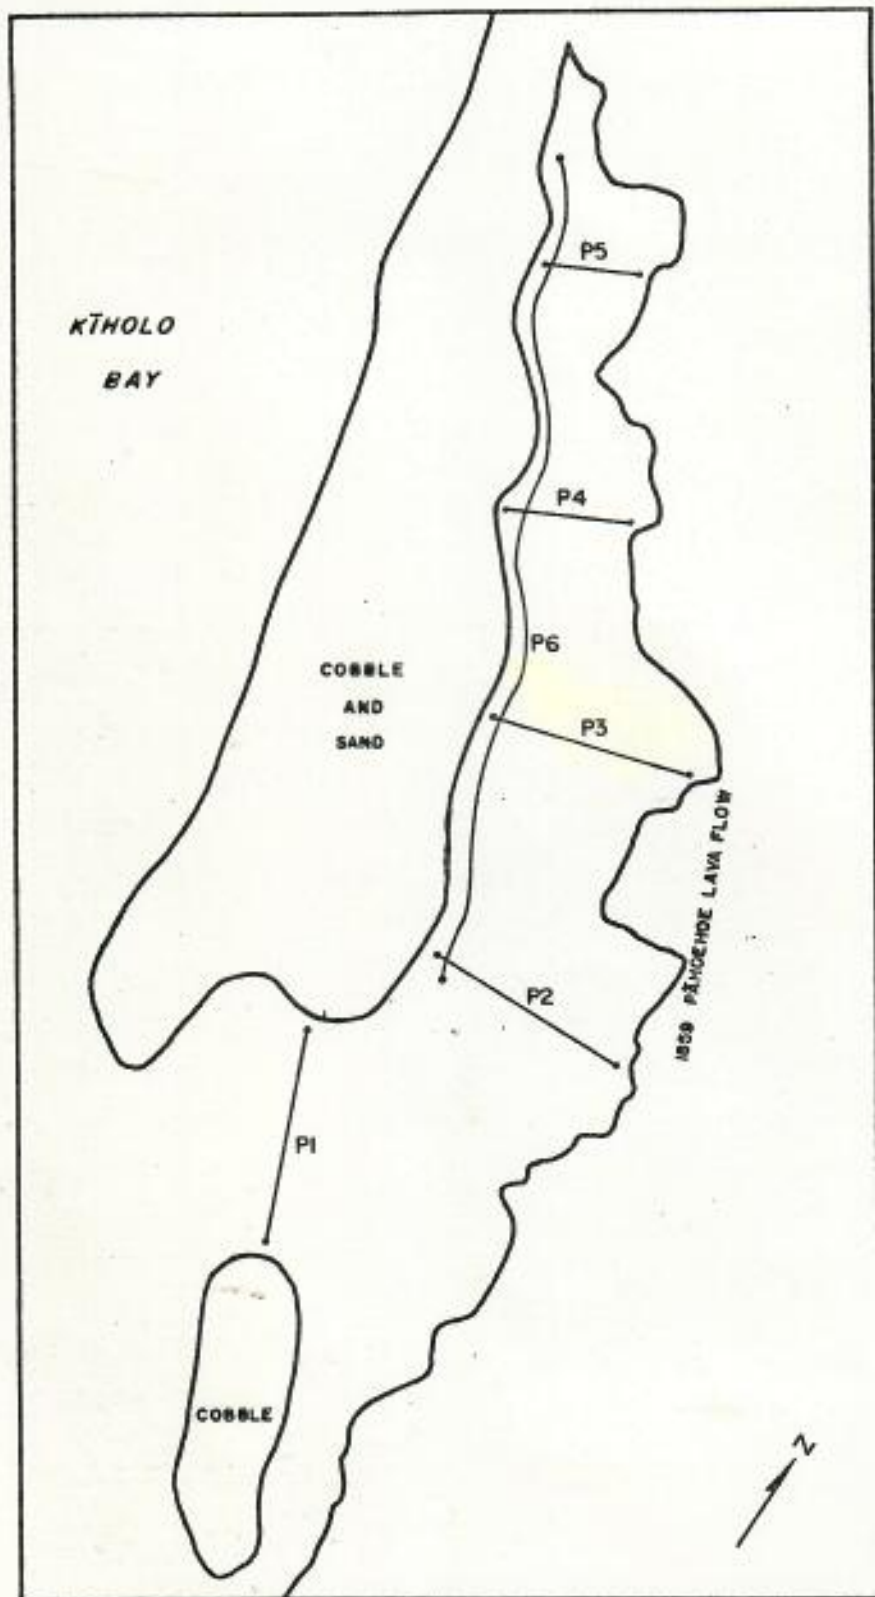 KĪHOLO
BAY
P5
P4
P6
COBBLE
AND
SAND
P3
1859 PĀHOEHOE LAVA FLOW
P2
P1
COBBLE
N